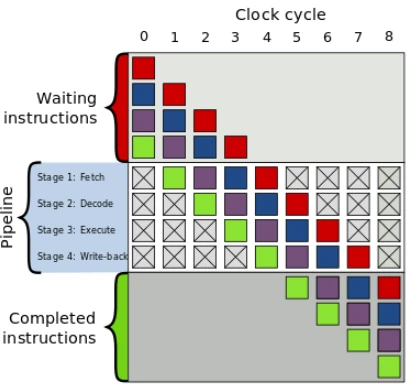 Clock cycle
0 1 2 3 4 5 6 7 8
Waiting
instructions
Pipeline
Stage 1: Fetch
Stage 2: Decode
Stage 3: Execute
Stage 4: Write-back
Completed
instructions